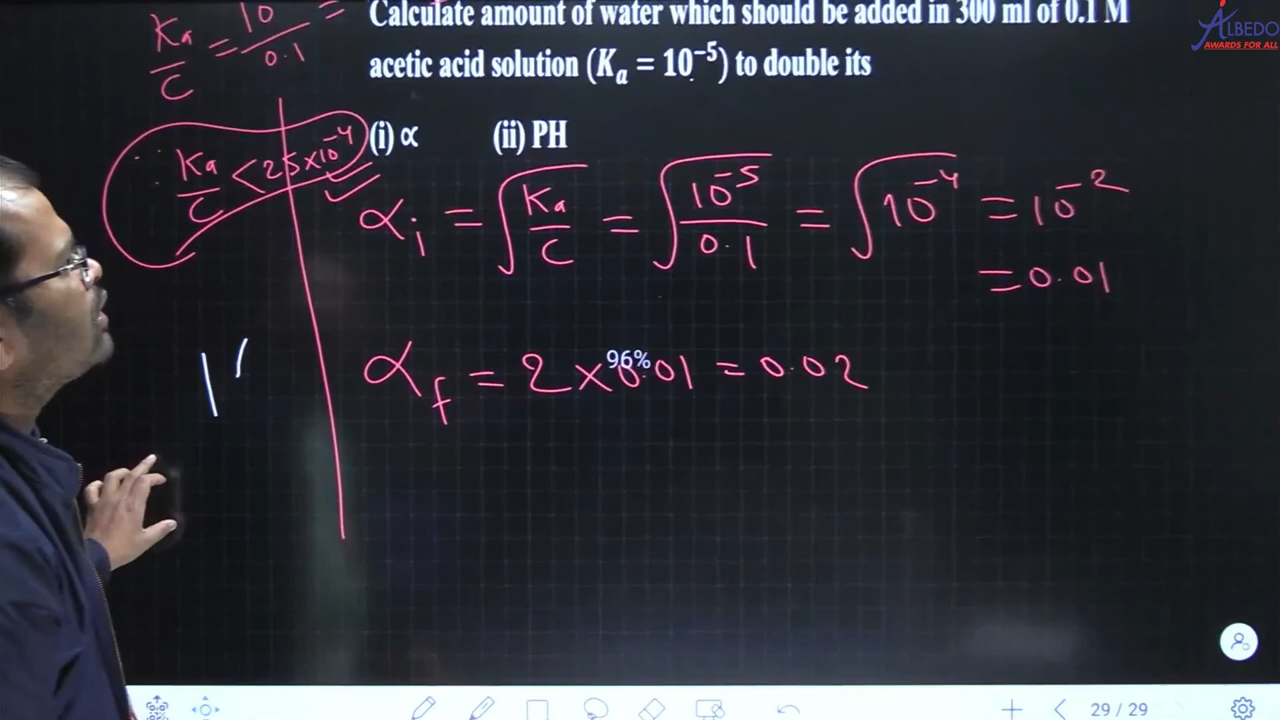 Calculate amount of water which should be added in 300 ml of 0.1 M
acetic acid solution (Kₐ = 10⁻⁵) to double its
(i) ∝ (ii) PH
ALBEDO
AWARDS FOR ALL
Ka/C = 10/0.1 =
Ka/C < 25×10⁻⁴
αi = √(Ka/C) = √(10⁻⁵/0.1) = √10⁻⁴ = 10⁻²
= 0.01
αf = 2 × 0.01 = 0.02
96%
29 / 29